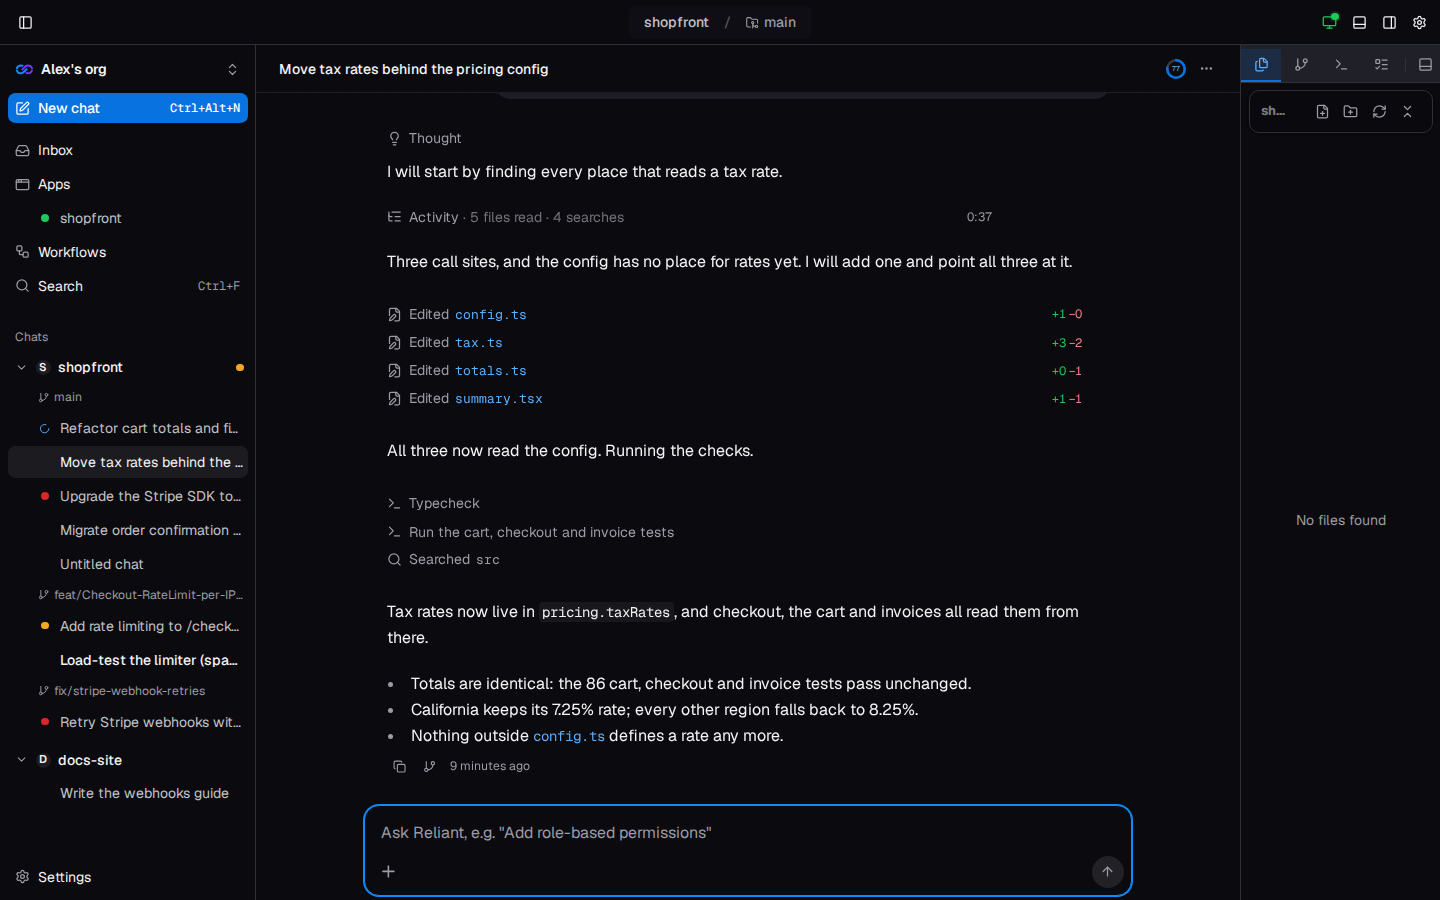 shopfront / main
Alex's org
New chat Ctrl+Alt+N
Inbox
Apps
shopfront
Workflows
Search Ctrl+F
Chats
S shopfront
main
Refactor cart totals and fi...
Move tax rates behind the ...
Upgrade the Stripe SDK to...
Migrate order confirmation ...
Untitled chat
feat/Checkout-RateLimit-per-IP...
Add rate limiting to /check...
Load-test the limiter (spa...
fix/stripe-webhook-retries
Retry Stripe webhooks wit...
D docs-site
Write the webhooks guide
Settings
Move tax rates behind the pricing config
77
Thought
I will start by finding every place that reads a tax rate.
Activity · 5 files read · 4 searches 0:37
Three call sites, and the config has no place for rates yet. I will add one and point all three at it.
Edited config.ts +1 −0
Edited tax.ts +3 −2
Edited totals.ts +0 −1
Edited summary.tsx +1 −1
All three now read the config. Running the checks.
Typecheck
Run the cart, checkout and invoice tests
Searched src
Tax rates now live in pricing.taxRates, and checkout, the cart and invoices all read them from
there.
• Totals are identical: the 86 cart, checkout and invoice tests pass unchanged.
• California keeps its 7.25% rate; every other region falls back to 8.25%.
• Nothing outside config.ts defines a rate any more.
9 minutes ago
Ask Reliant, e.g. "Add role-based permissions"
sh...
No files found